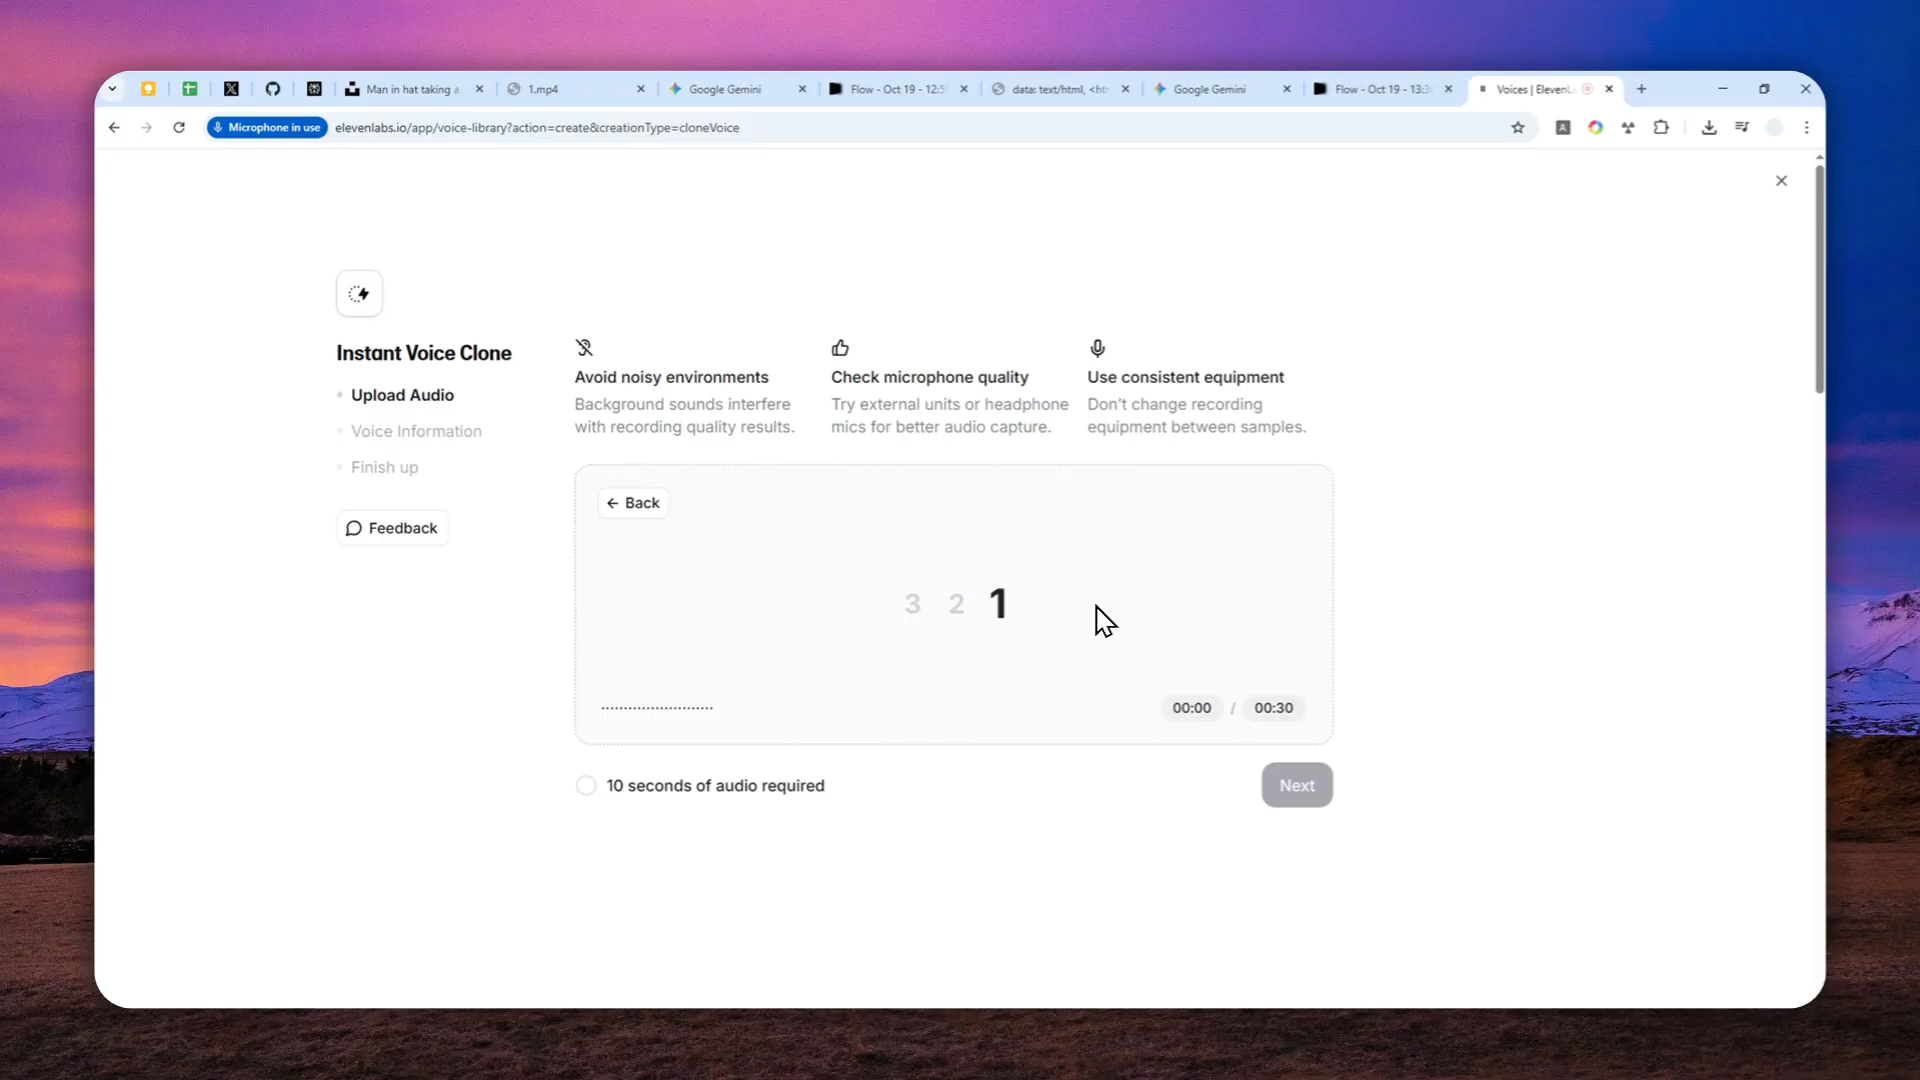 Man in hat taking a
1.mp4
Google Gemini
Flow - Oct 19 - 12:5
data: text/html, <ht
Google Gemini
Flow - Oct 19 - 13:3
Voices | ElevenL
Microphone in use
elevenlabs.io/app/voice-library?action=create&creationType=cloneVoice
Instant Voice Clone
Upload Audio
Voice Information
Finish up
Feedback
Avoid noisy environments
Background sounds interfere
with recording quality results.
Check microphone quality
Try external units or headphone
mics for better audio capture.
Use consistent equipment
Don't change recording
equipment between samples.
Back
3 2 1
00:00 / 00:30
10 seconds of audio required
Next